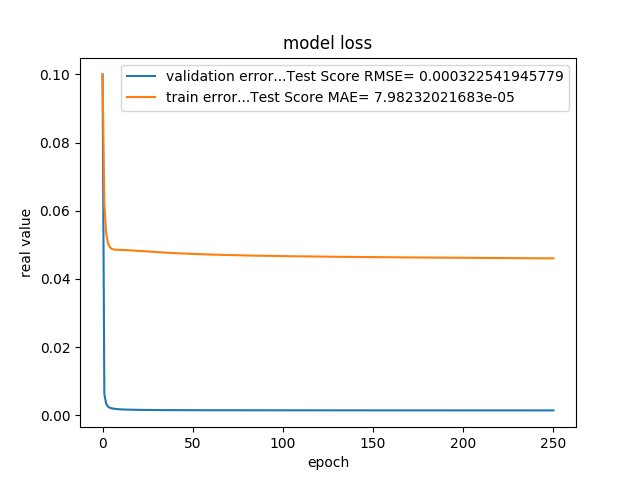 model loss
validation error...Test Score RMSE= 0.000322541945779
train error...Test Score MAE= 7.98232021683e-05
real value
0.10
0.08
0.06
0.04
0.02
0.00
0 50 100 150 200 250
epoch